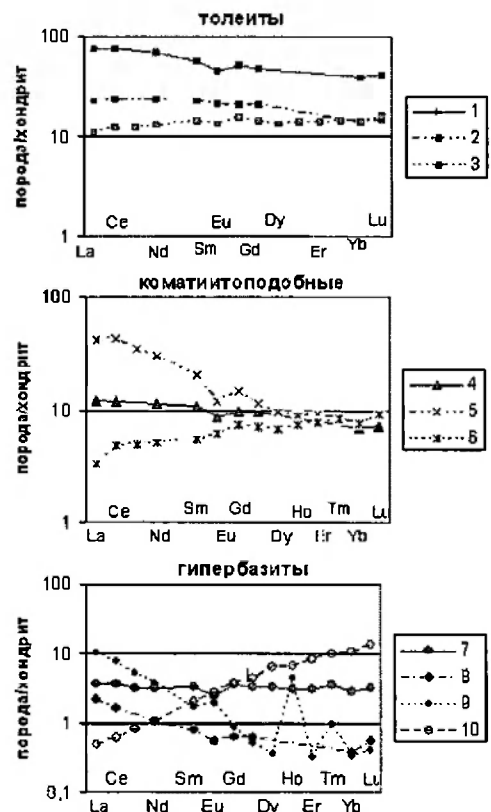 толеиты
100
10
1
порода/хондрит
Ce Eu Dy Lu
La Nd Sm Gd Er Yb
1
2
3
коматиитоподобные
100
10
1
порода/хондрит
Ce Sm Gd Ho Tm Lu
La Nd Eu Dy Er Yb
4
5
6
гипербазиты
100
10
1
0,1
порода/хондрит
Ce Sm Gd Ho Tm Lu
La Nd Eu Dy Er Yb
7
8
9
10